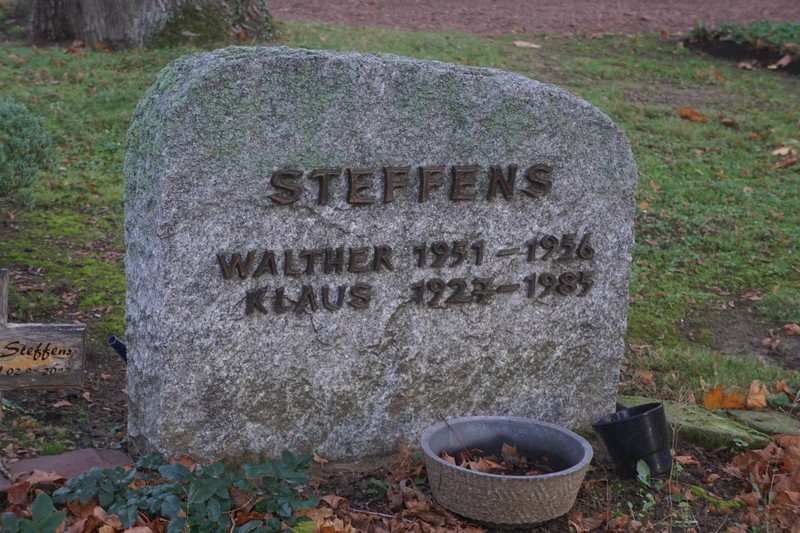 STEFFENS
WALTHER 1951 – 1956
KLAUS 1927 – 1985
Steffens